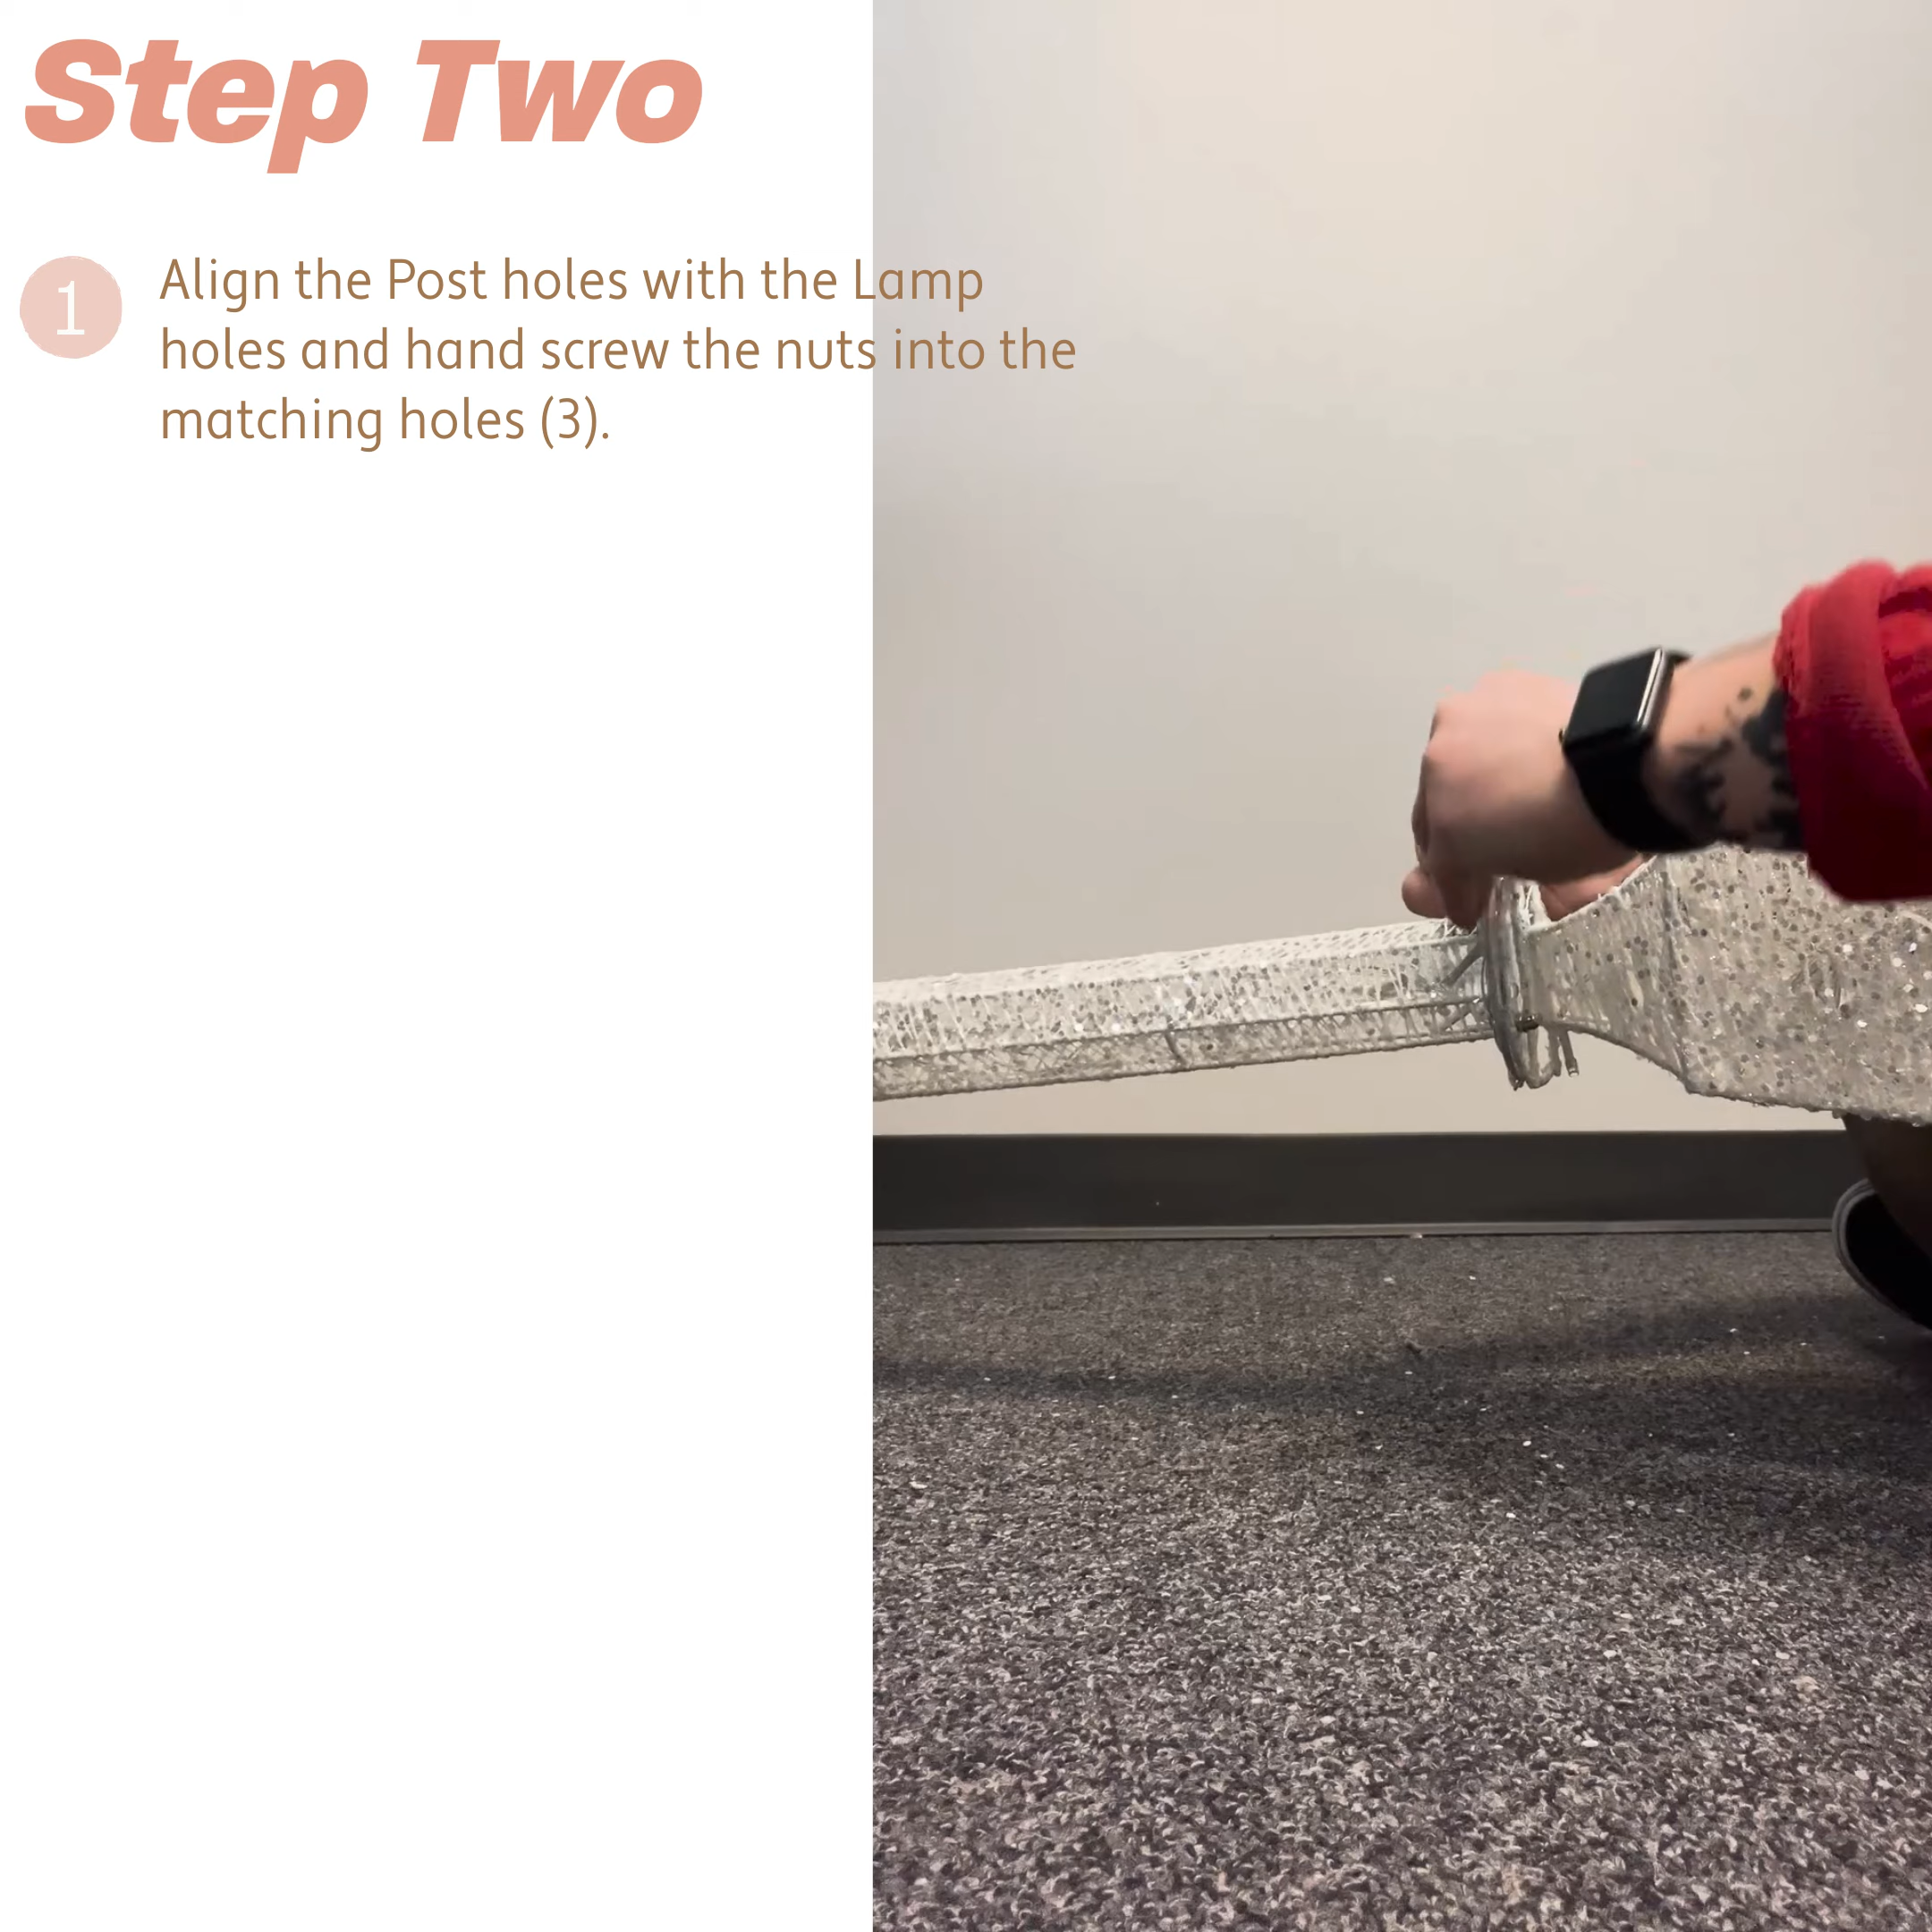 Step Two
1
Align the Post holes with the Lamp
holes and hand screw the nuts into the
matching holes (3).